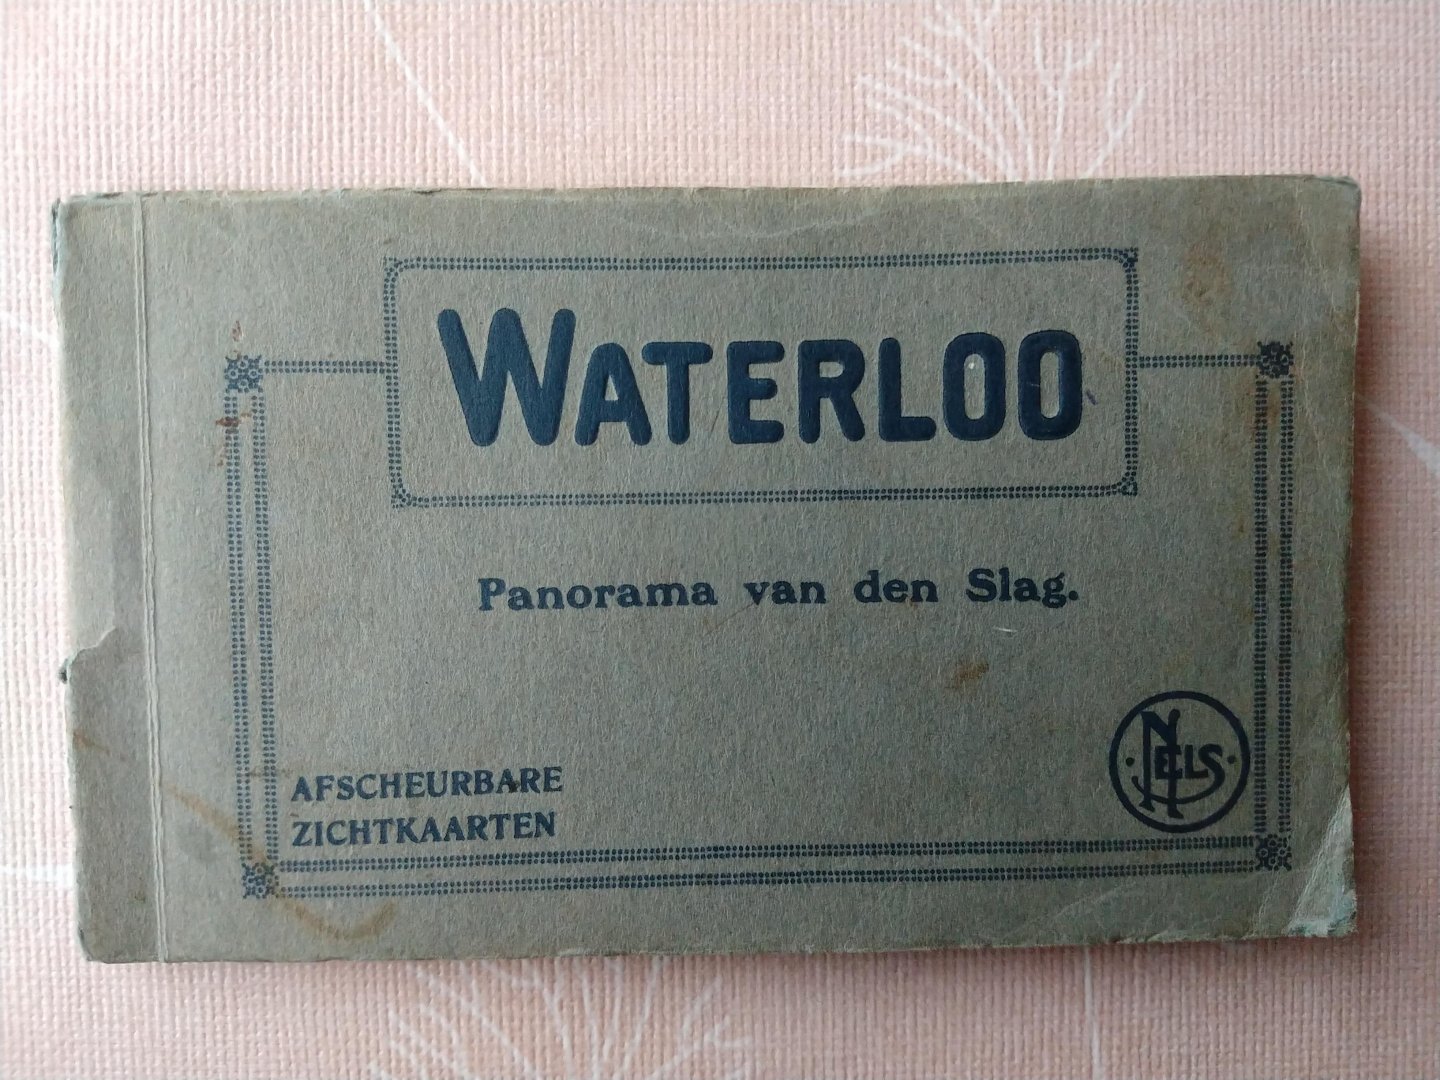 WATERLOO
Panorama van den Slag.
AFSCHEURBARE
ZICHTKAARTEN
NELS